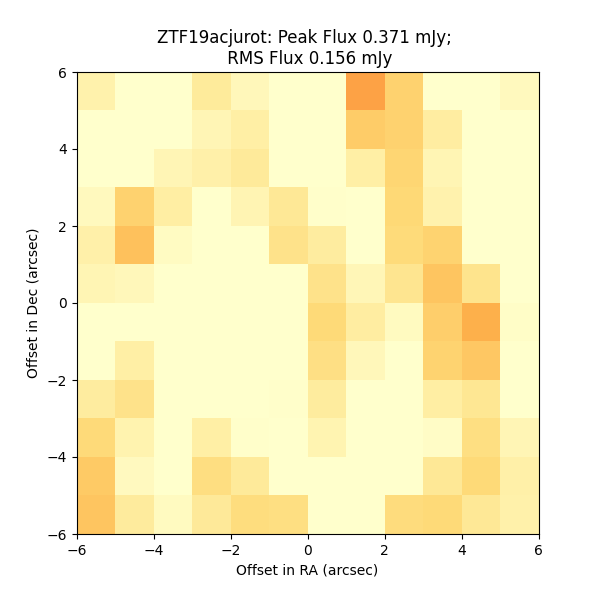 ZTF19acjurot: Peak Flux 0.371 mJy;
RMS Flux 0.156 mJy
6
4
2
0
−2
−4
−6
Offset in Dec (arcsec)
−6 −4 −2 0 2 4 6
Offset in RA (arcsec)